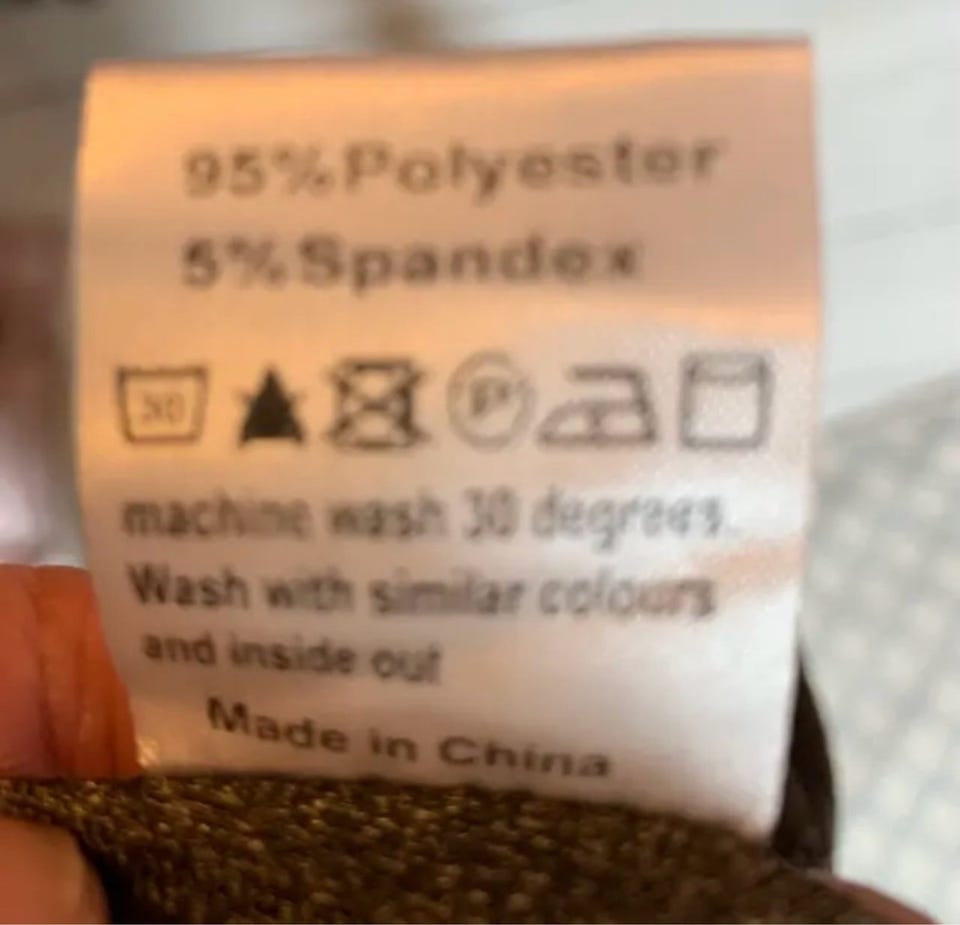 95%Polyester
5%Spandex
30 P
machine wash 30 degrees.
Wash with similar colours
and inside out
Made in China